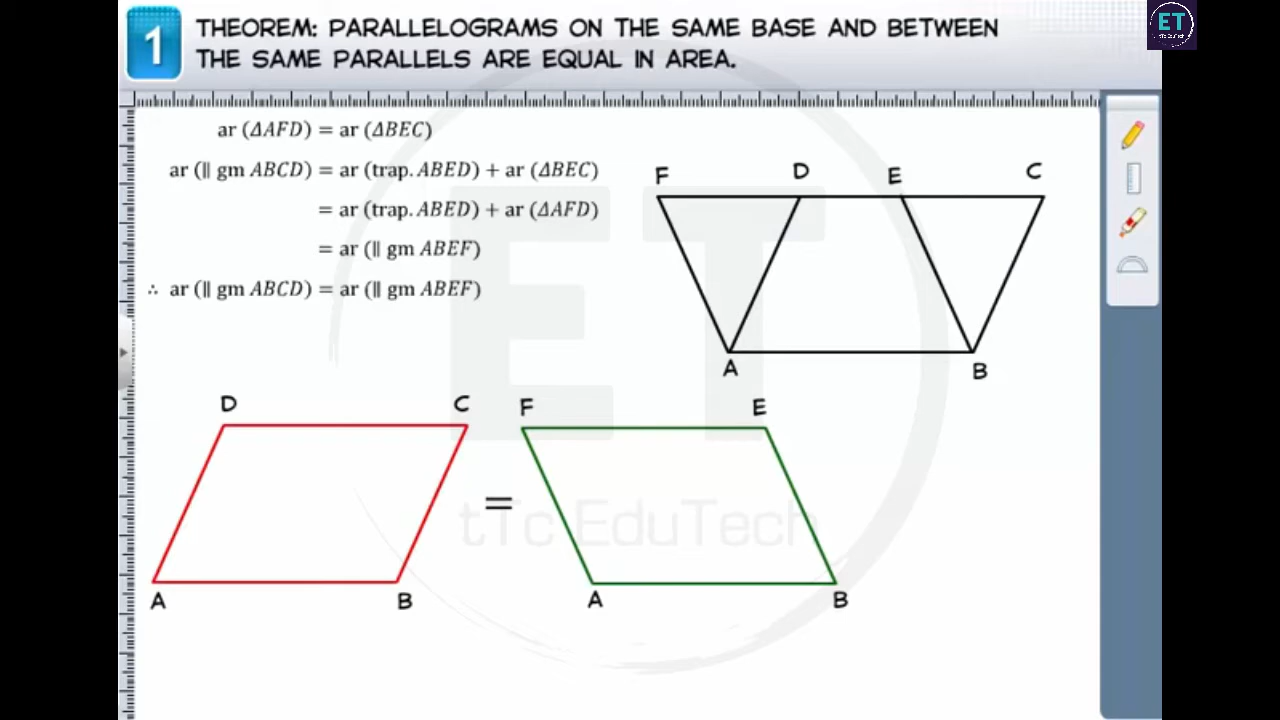 1
THEOREM: PARALLELOGRAMS ON THE SAME BASE AND BETWEEN
THE SAME PARALLELS ARE EQUAL IN AREA.
ET
ar (ΔAFD) = ar (ΔBEC)
ar (∥ gm ABCD) = ar (trap. ABED) + ar (ΔBEC)
= ar (trap. ABED) + ar (ΔAFD)
= ar (∥ gm ABEF)
∴ ar (∥ gm ABCD) = ar (∥ gm ABEF)
F D E C
A B
D C F E
=
A B A B
ET
tTc EduTech